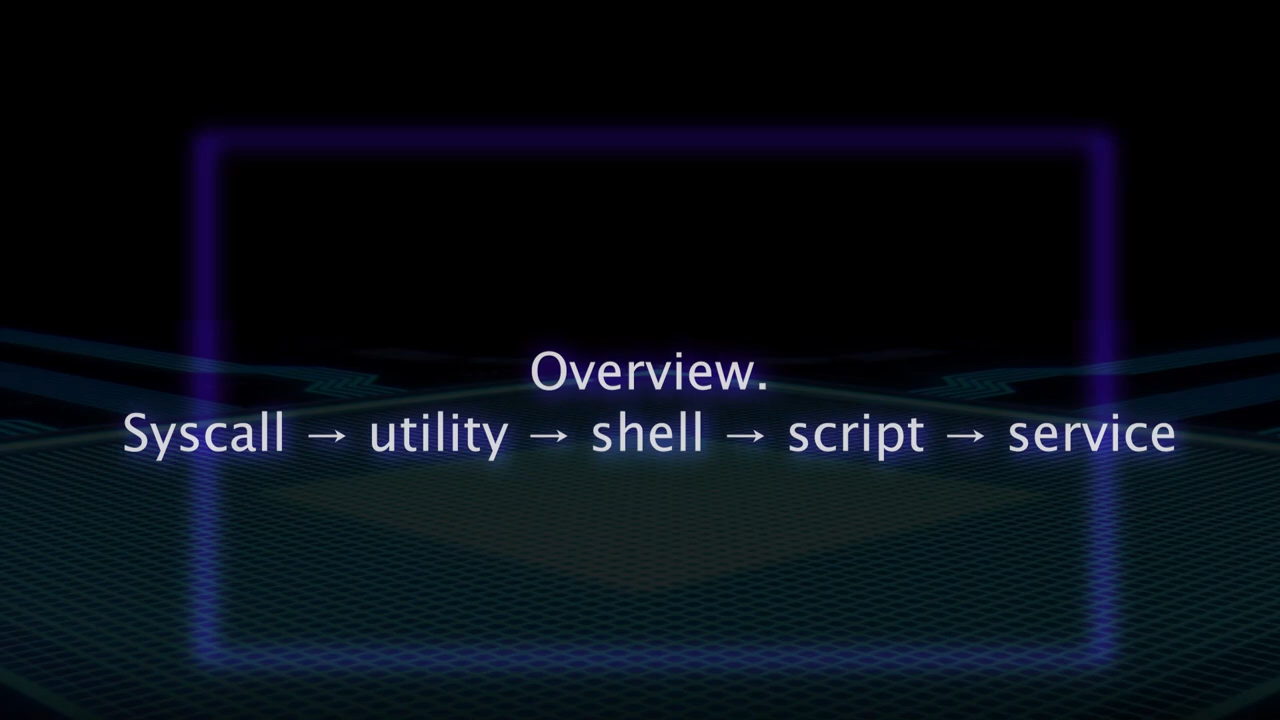 Overview.
Syscall → utility → shell → script → service